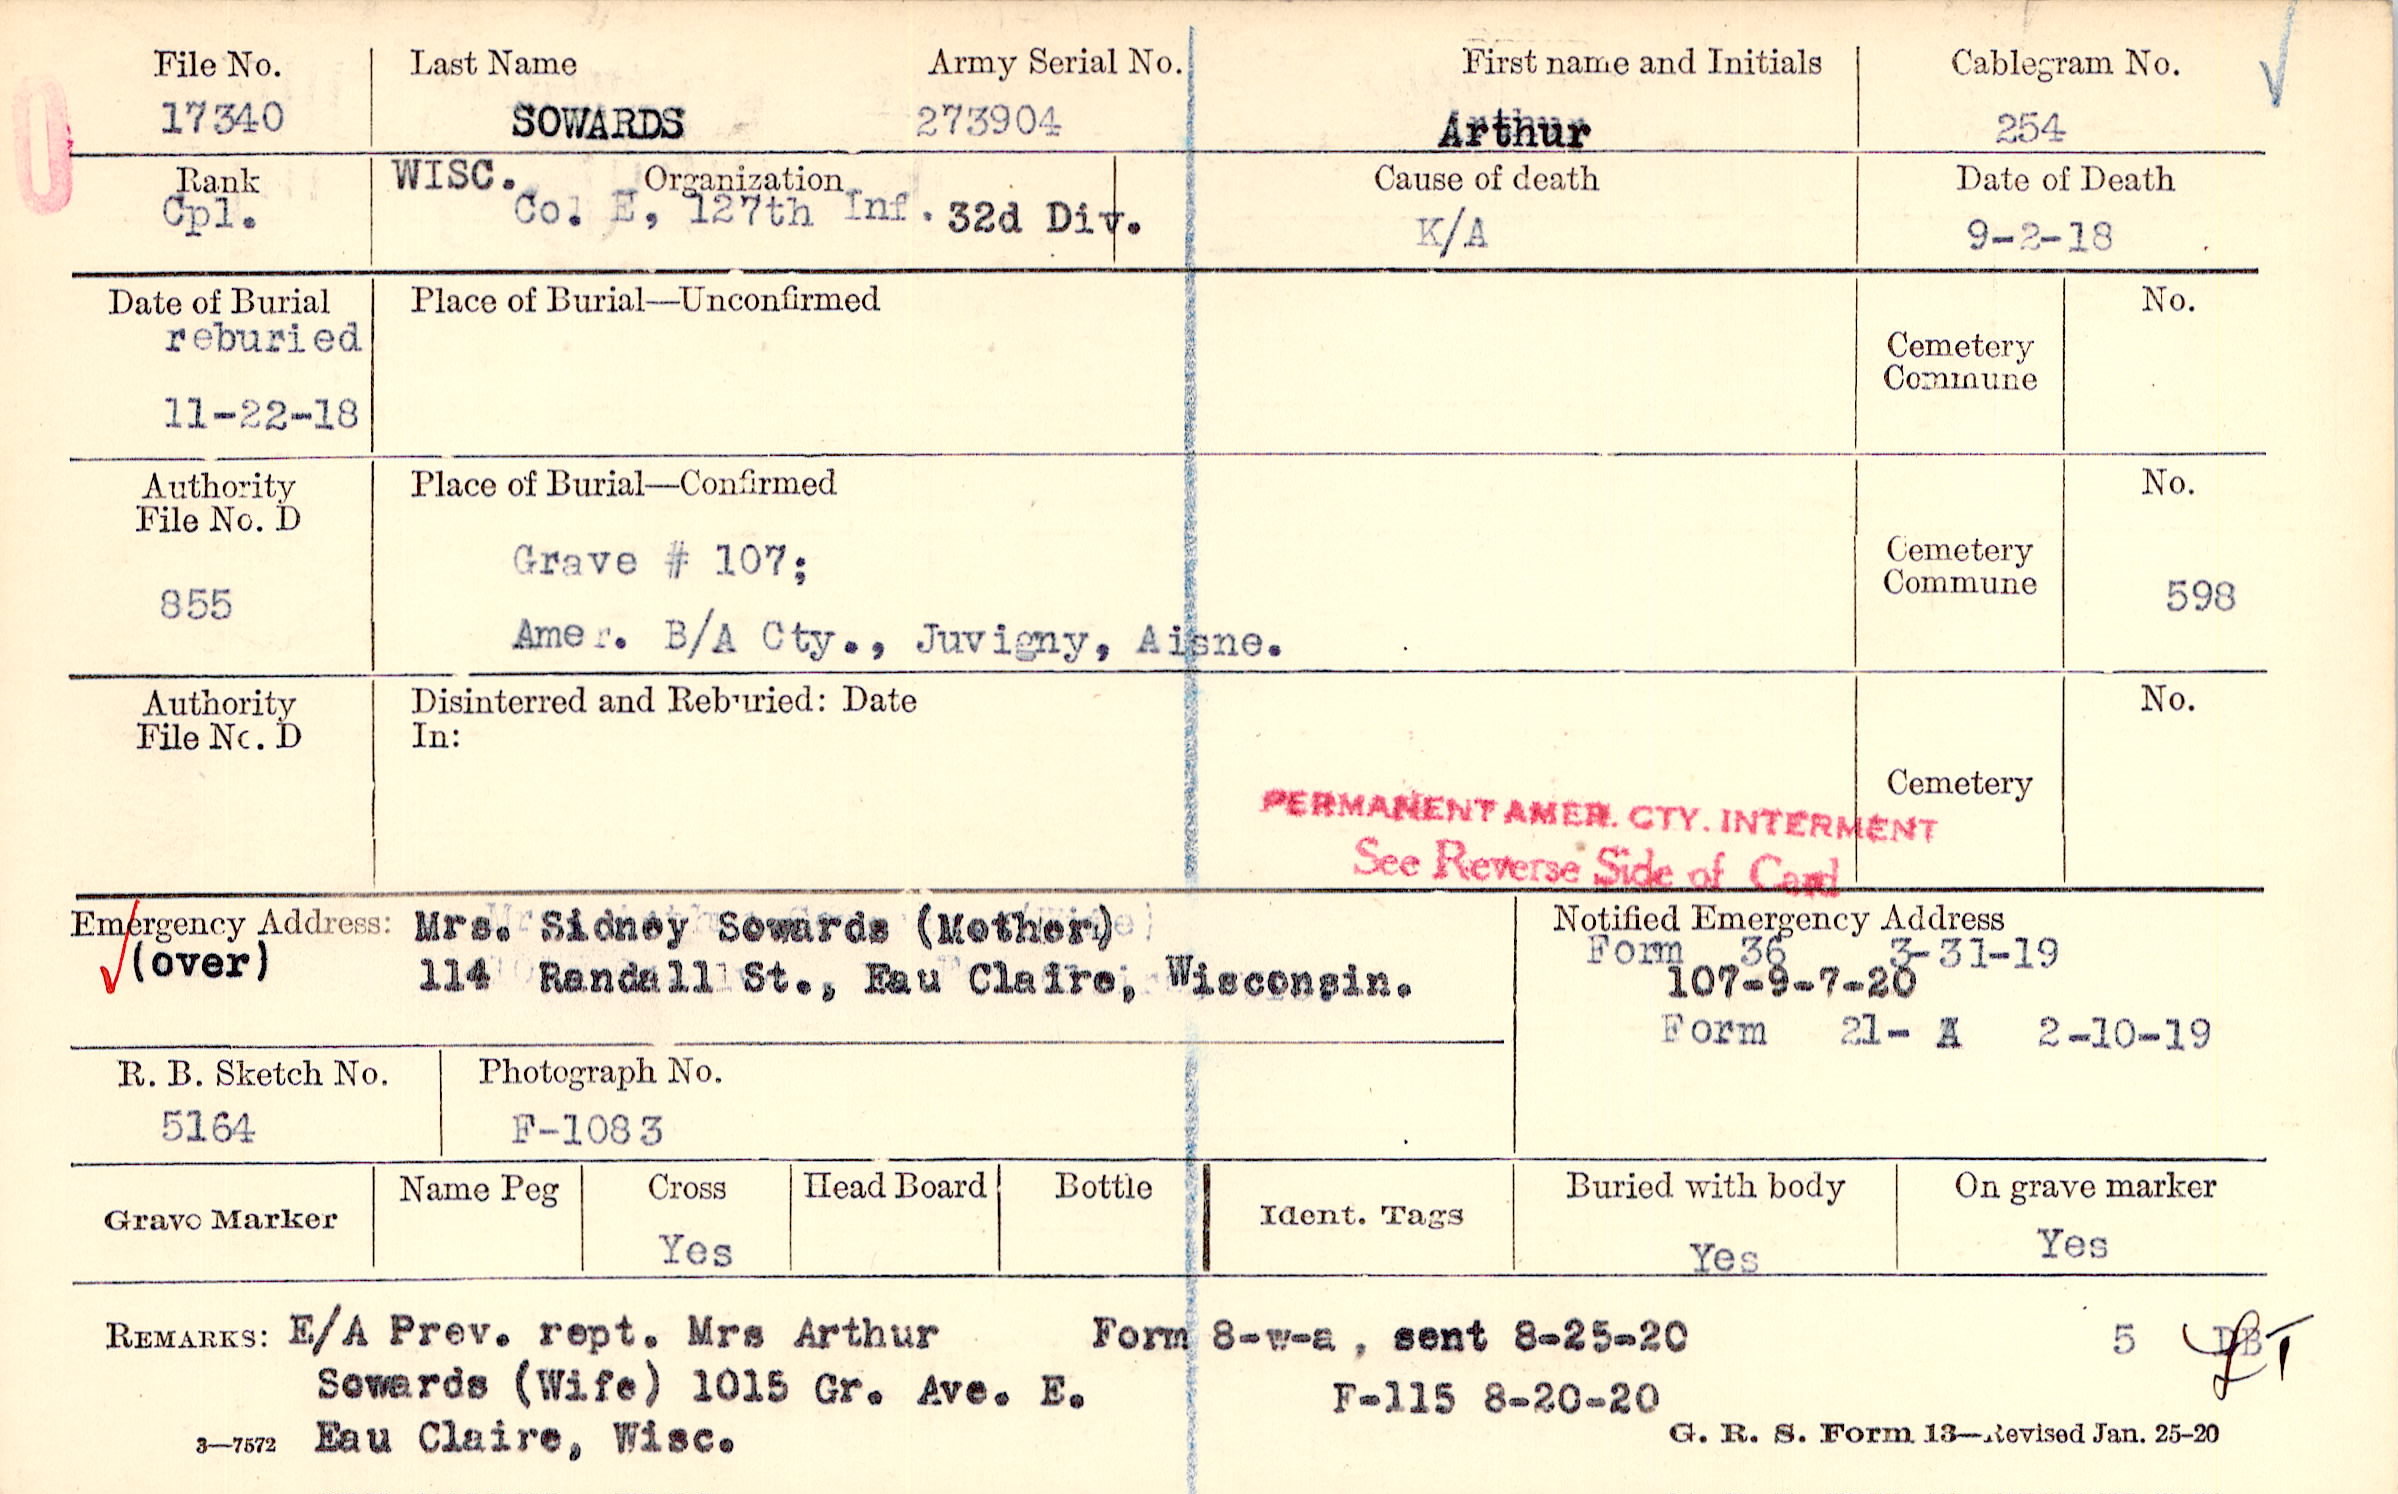 File No. Last Name Army Serial No. First name and Initials Cablegram No.
17340 SOWARDS 273904 Arthur 254
Rank WISC. Organization Cause of death Date of Death
Cpl. Co. E, 127th Inf. 32d Div. K/A 9-2-18
Date of Burial Place of Burial—Unconfirmed No.
reburied
Cemetery
Commune
11-22-18
Authority Place of Burial—Confirmed No.
File No. D
Grave # 107; Cemetery
Commune
855 598
Amer. B/A Cty., Juvigny, Aisne.
Authority Disinterred and Reburied: Date No.
File No. D In:
Cemetery
PERMANENT AMER. CTY. INTERMENT
See Reverse Side of Card
Emergency Address: Mrs. Sidney Sowards (Mother) Notified Emergency Address
(over) 114 Randall St., Eau Claire, Wisconsin. Form 36 3-31-19
107-9-7-20
Form 21- A 2-10-19
R. B. Sketch No. Photograph No.
5164 F-1083
Grave Marker Name Peg Cross Head Board Bottle Ident. Tags Buried with body On grave marker
Yes Yes Yes
REMARKS: E/A Prev. rept. Mrs Arthur Form 8-w-a, sent 8-25-20 5
Sowards (Wife) 1015 Gr. Ave. E. F-115 8-20-20
3—7572 Eau Claire, Wisc. G. R. S. Form 13—Revised Jan. 25-20